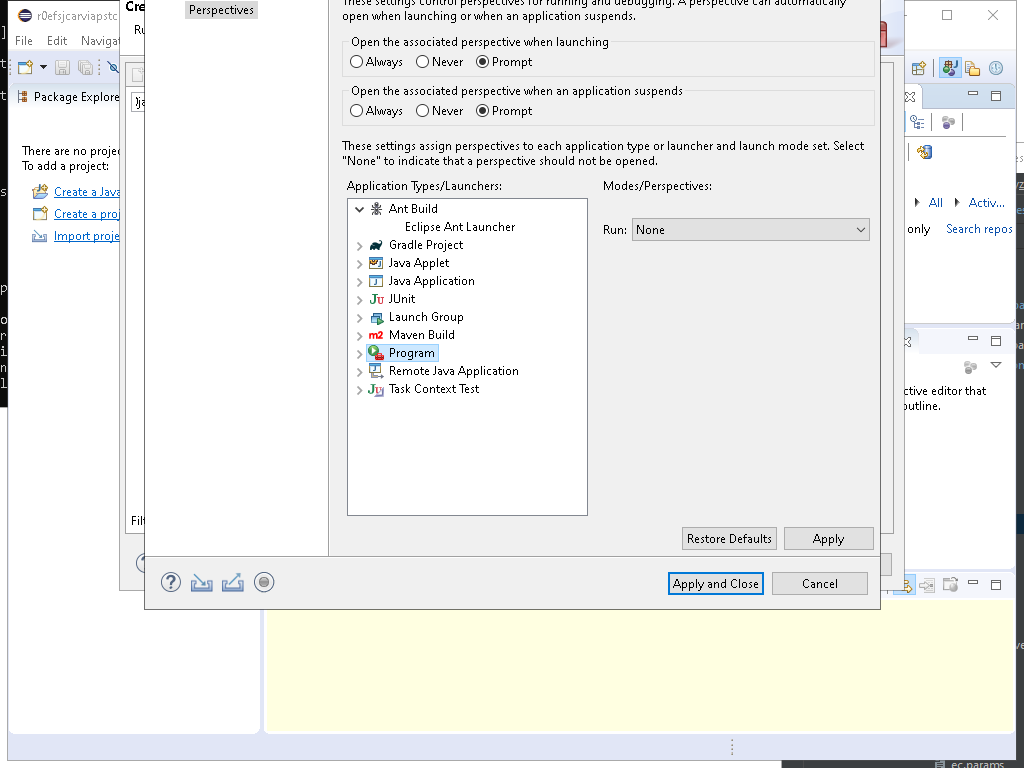 r0efsjcarviapstc
File Edit Navigat
Package Explore
There are no projec
To add a project:
Create a Java
Create a proj
Import proje
Cre
Ru
Filt
Perspectives
These settings control perspectives for running and debugging. A perspective can automatically
open when launching or when an application suspends.
Open the associated perspective when launching
Always Never Prompt
Open the associated perspective when an application suspends
Always Never Prompt
These settings assign perspectives to each application type or launcher and launch mode set. Select
"None" to indicate that a perspective should not be opened.
Application Types/Launchers:
Modes/Perspectives:
Ant Build
Eclipse Ant Launcher
Gradle Project
Java Applet
Java Application
JUnit
Launch Group
Maven Build
Program
Remote Java Application
Task Context Test
Run: None
Restore Defaults Apply
Apply and Close Cancel
All Activ...
only Search repos
ctive editor that
outline.
ec.params